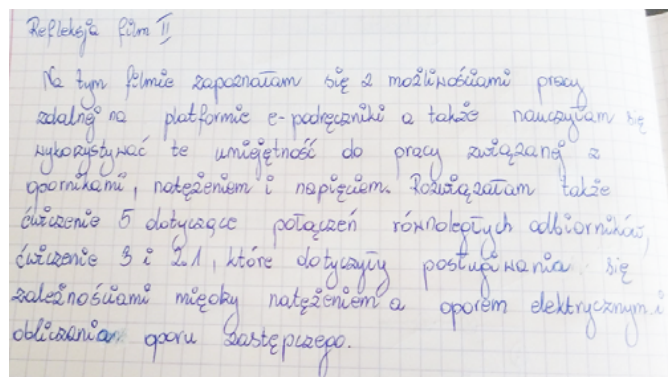 Refleksja film II
Na tym filmie zapoznałam się z możliwościami pracy
zdalnej na platformie e-podręczniki a także nauczyłam się
wykorzystywać te umiejętność do pracy związanej z
opornikami, natężeniem i napięciem. Rozwiązałam także
ćwiczenie 5 dotyczące połączeń równoległych odbiorników,
ćwiczenie 3 i 2.1, które dotyczyły posługiwania się
zależnościami między natężeniem a oporem elektrycznym i
obliczania oporu zastępczego.